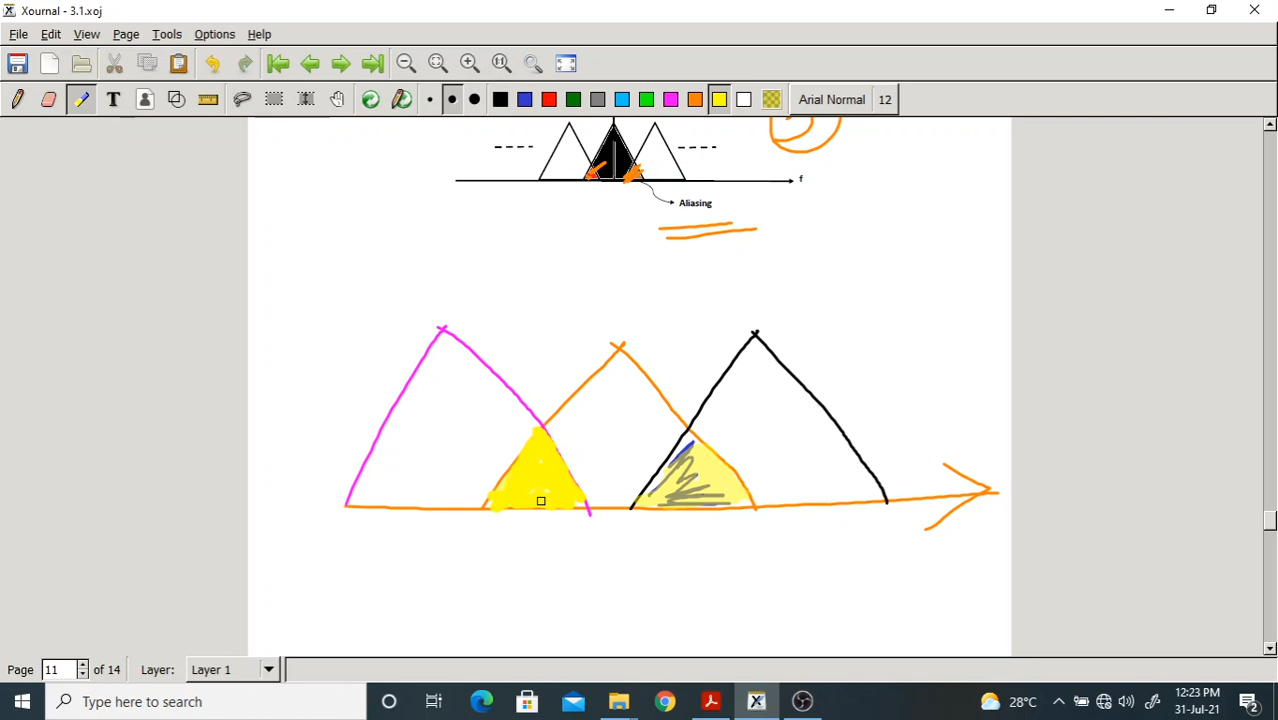 Xournal - 3.1.xoj
File Edit View Page Tools Options Help
Arial Normal 12
f
Aliasing
Page 11 of 14 Layer: Layer 1
Type here to search
28°C
12:23 PM
31-Jul-21
2